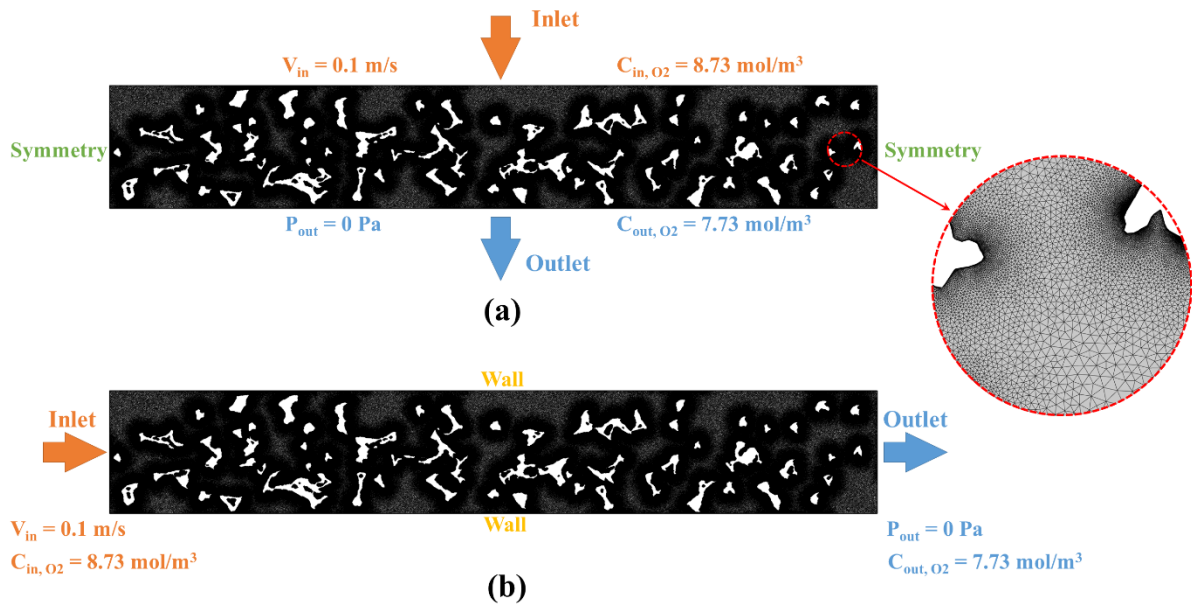 Inlet
V_in = 0.1 m/s
C_in, O2 = 8.73 mol/m³
Symmetry
Symmetry
P_out = 0 Pa
C_out, O2 = 7.73 mol/m³
Outlet
(a)
Wall
Inlet
Outlet
Wall
V_in = 0.1 m/s
C_in, O2 = 8.73 mol/m³
P_out = 0 Pa
C_out, O2 = 7.73 mol/m³
(b)